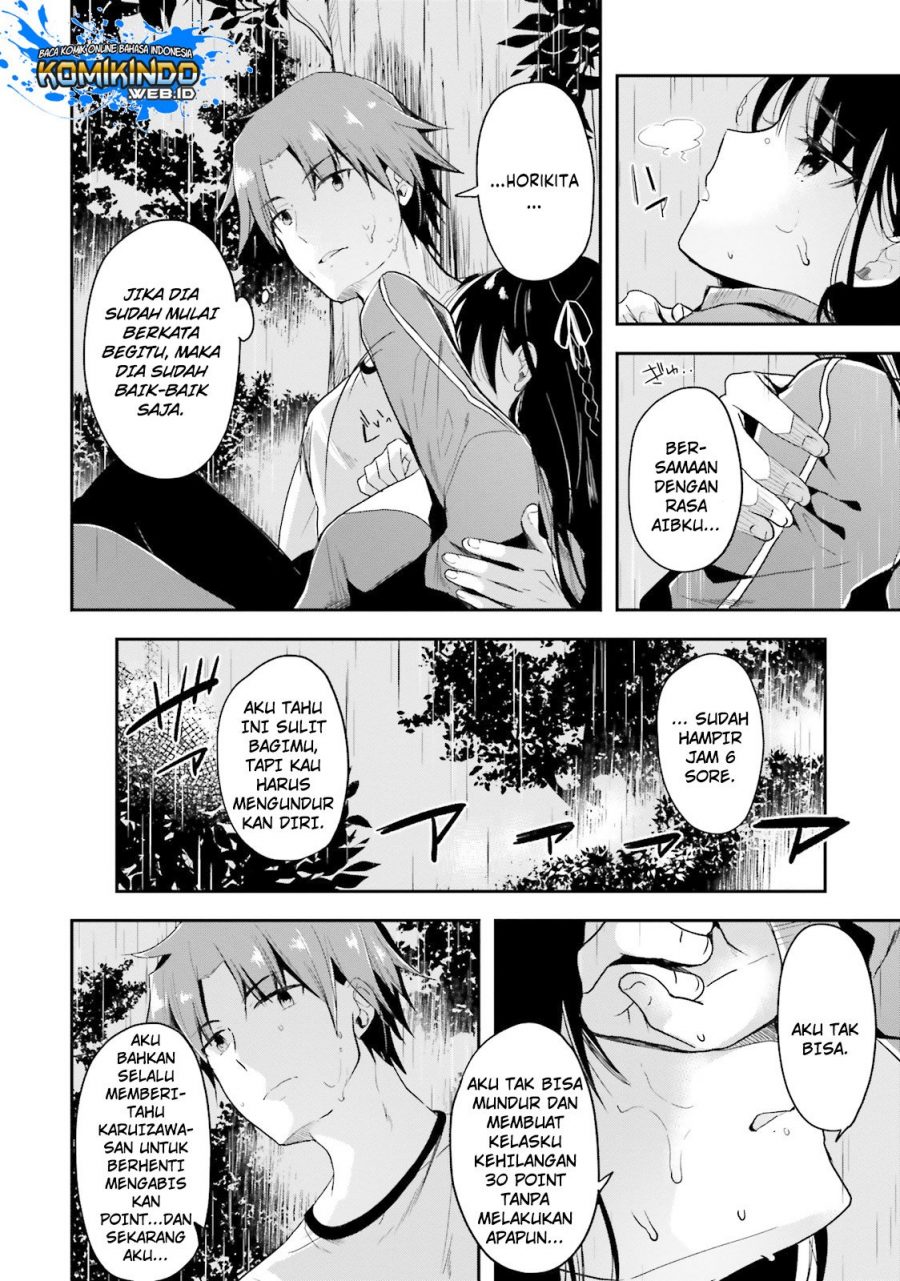 BACA KOMIK ONLINE BAHASA INDONESIA
KOMIKINDO
WEB.ID
BER-
SAMAAN
DENGAN
RASA
AIBKU...
ぎゅ..
...HORIKITA
...
JIKA DIA
SUDAH MULAI
BERKATA
BEGITU, MAKA
DIA SUDAH
BAIK-BAIK
SAJA.
... SUDAH
HAMPIR
JAM 6
SORE.
AKU TAHU
INI SULIT
BAGIMU,
TAPI KAU
HARUS
MENGUNDUR
KAN DIRI.
AKU TAK
BISA.
AKU TAK BISA
MUNDUR DAN
MEMBUAT
KELASKU
KEHILANGAN
30 POINT
TANPA
MELAKUKAN
APAPUN...
AKU
BAHKAN
SELALU
MEMBERI-
TAHU
KARUIZAWA-
SAN UNTUK
BERHENTI
MENGABIS
KAN
POINT...DAN
SEKARANG
AKU...